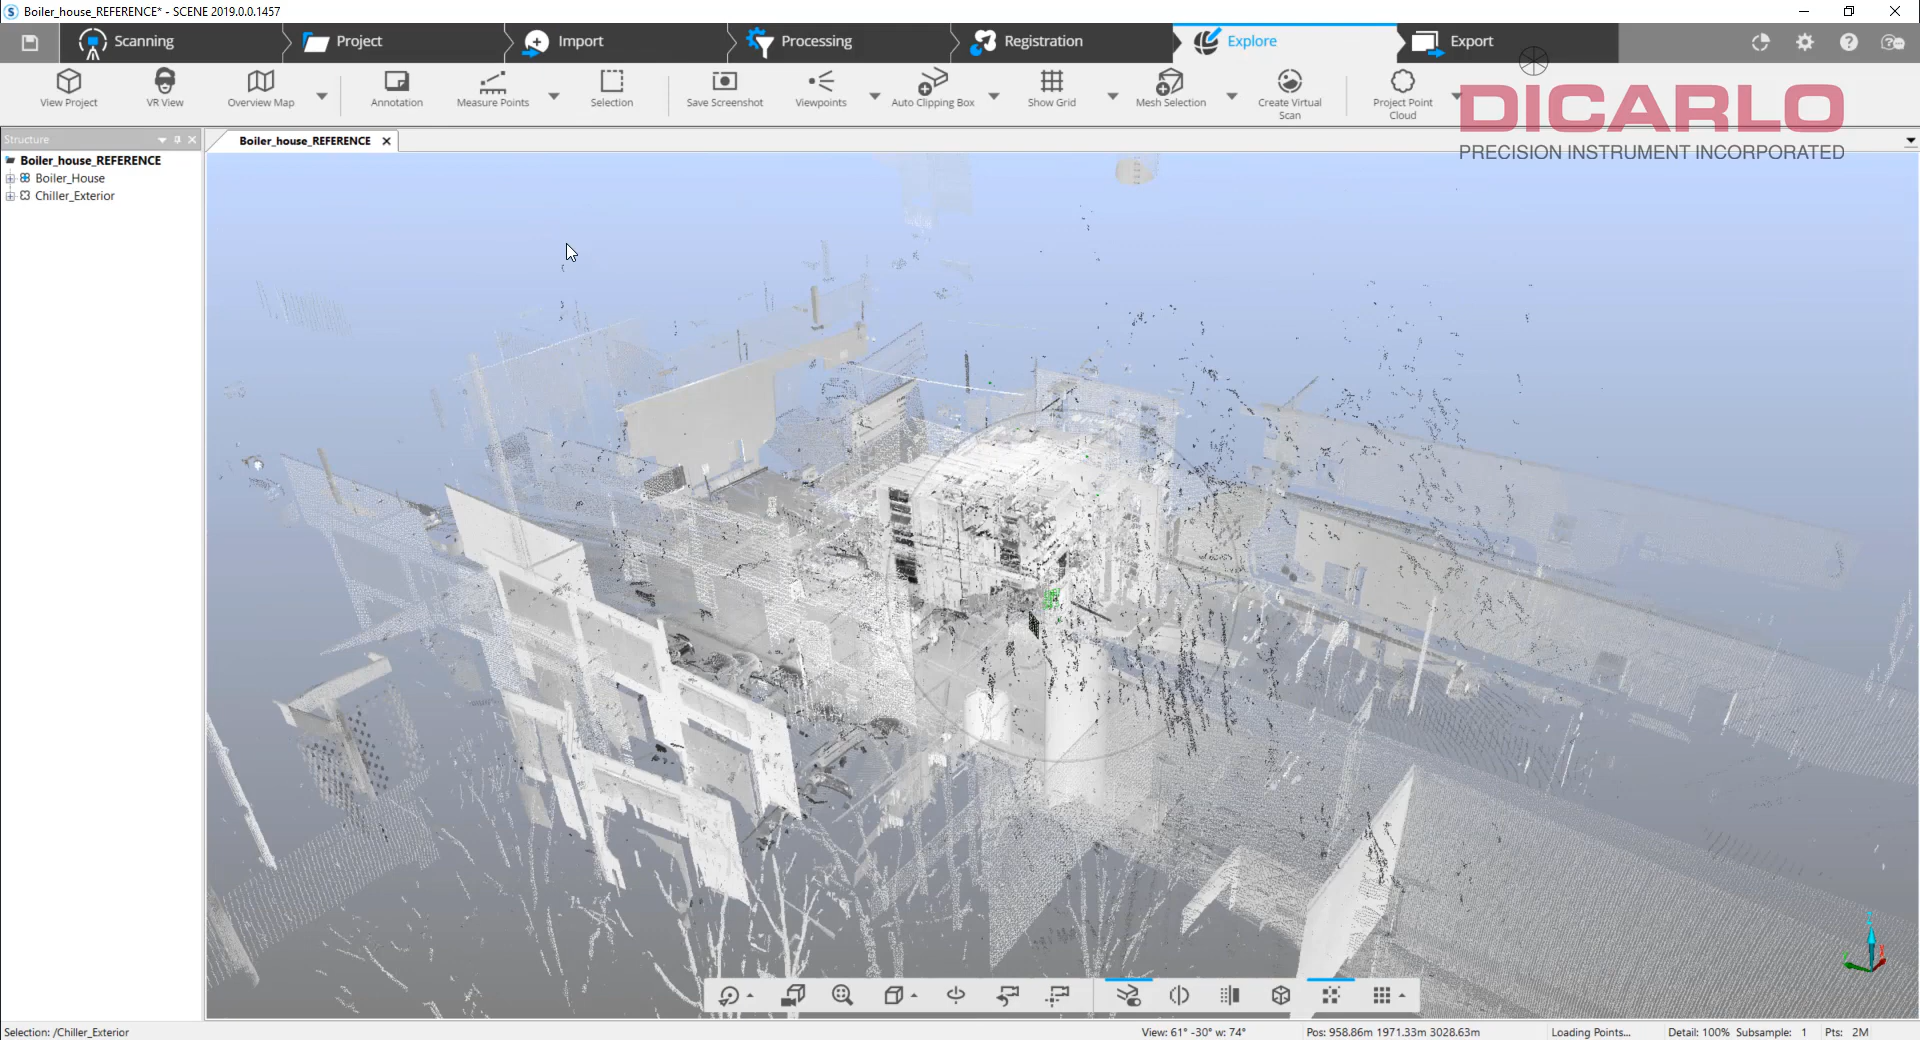 Boiler_house_REFERENCE* - SCENE 2019.0.0.1457
Scanning
Project
Import
Processing
Registration
Explore
Export
View Project
VR View
Overview Map
Annotation
Measure Points
Selection
Save Screenshot
Viewpoints
Auto Clipping Box
Show Grid
Mesh Selection
Create Virtual
Scan
Project Point
Cloud
DICARLO
PRECISION INSTRUMENT INCORPORATED
Structure
Boiler_house_REFERENCE
Boiler_house_REFERENCE
Boiler_House
Chiller_Exterior
Selection: /Chiller_Exterior
View: 61° -30° w: 74°
Pos: 958.86m 1971.33m 3028.63m
Loading Points...
Detail: 100% Subsample: 1
Pts: 2M